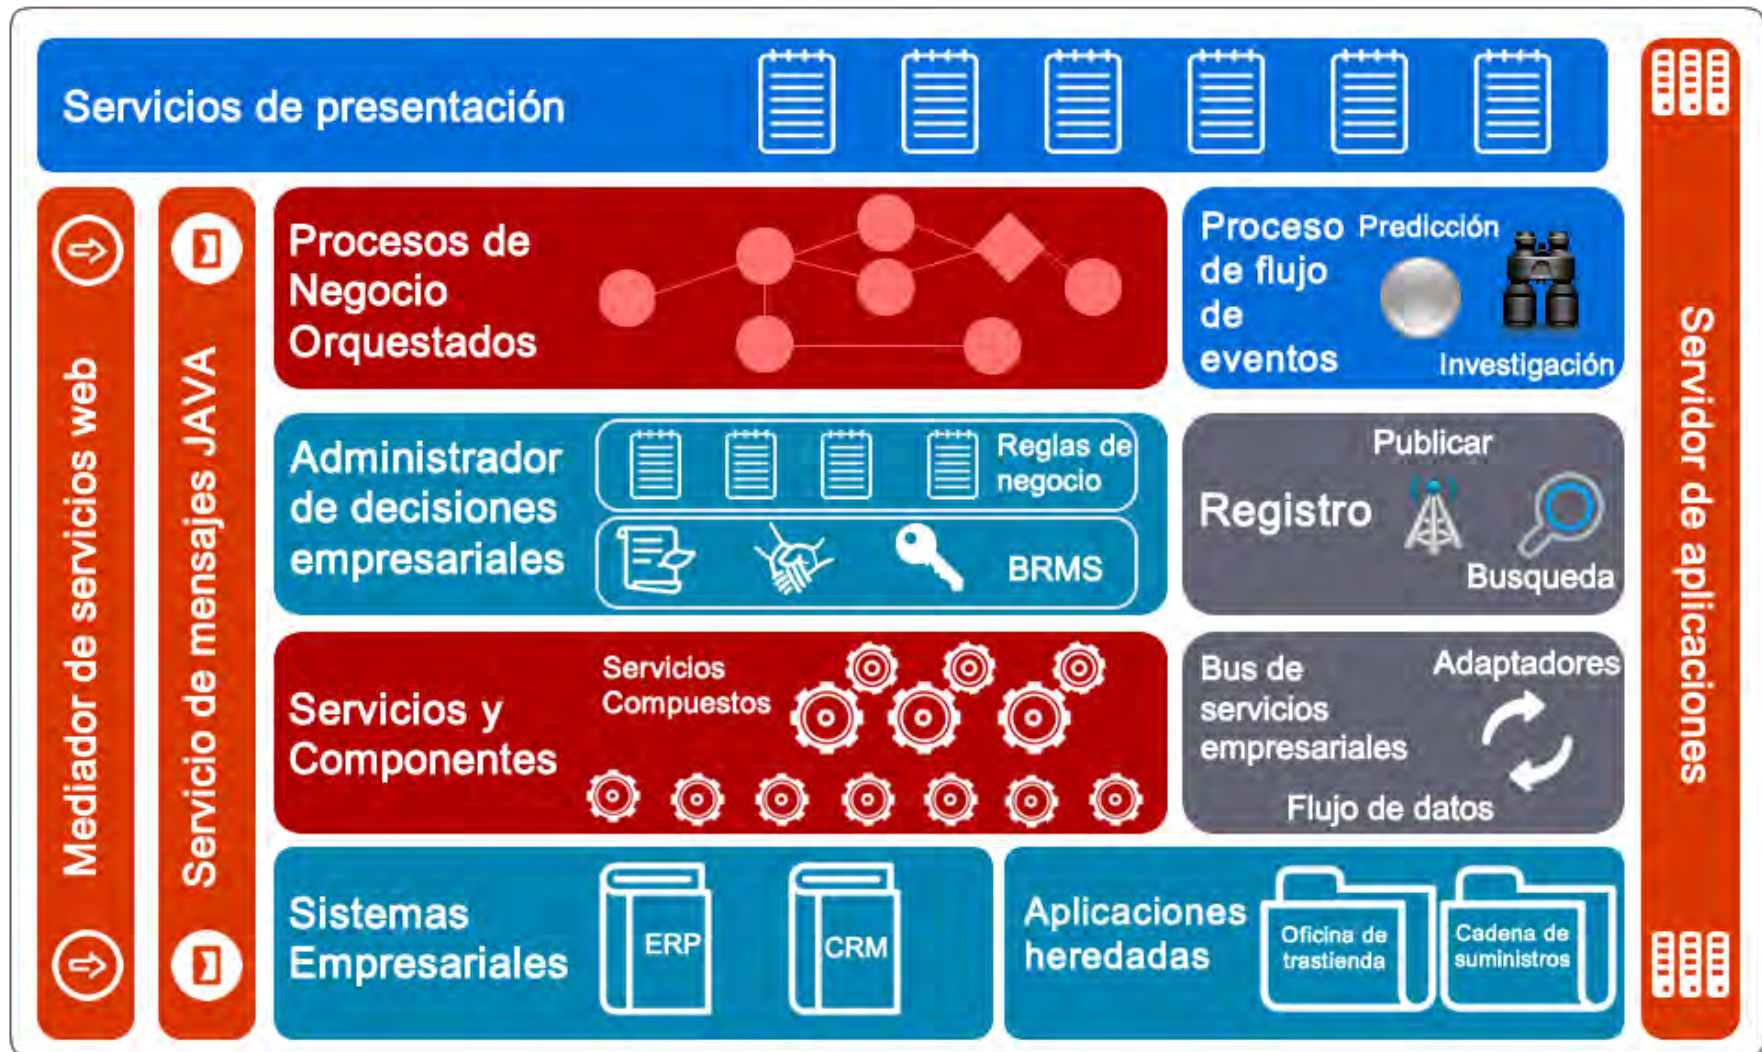 Servicios de presentación
Mediador de servicios web
Servicio de mensajes JAVA
Procesos de
Negocio
Orquestados
Proceso
de flujo
de
eventos
Predicción
Investigación
Administrador
de decisiones
empresariales
Reglas de
negocio
BRMS
Registro
Publicar
Busqueda
Servicios y
Componentes
Servicios
Compuestos
Bus de
servicios
empresariales
Adaptadores
Flujo de datos
Sistemas
Empresariales
ERP
CRM
Aplicaciones
heredadas
Oficina de
trastienda
Cadena de
suministros
Servidor de aplicaciones